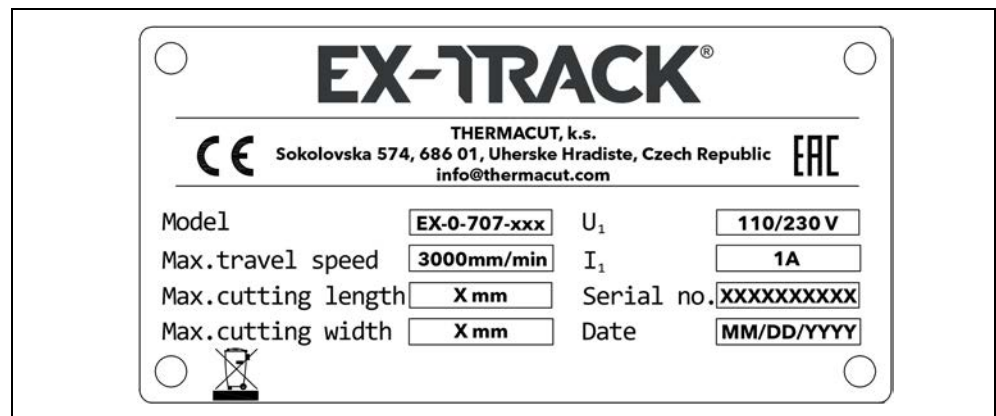 EX-TRACK®
THERMACUT, k.s.
CE Sokolovska 574, 686 01, Uherske Hradiste, Czech Republic EAC
info@thermacut.com
Model EX-0-707-xxx U₁ 110/230 V
Max.travel speed 3000mm/min I₁ 1A
Max.cutting length X mm Serial no. XXXXXXXXXX
Max.cutting width X mm Date MM/DD/YYYY